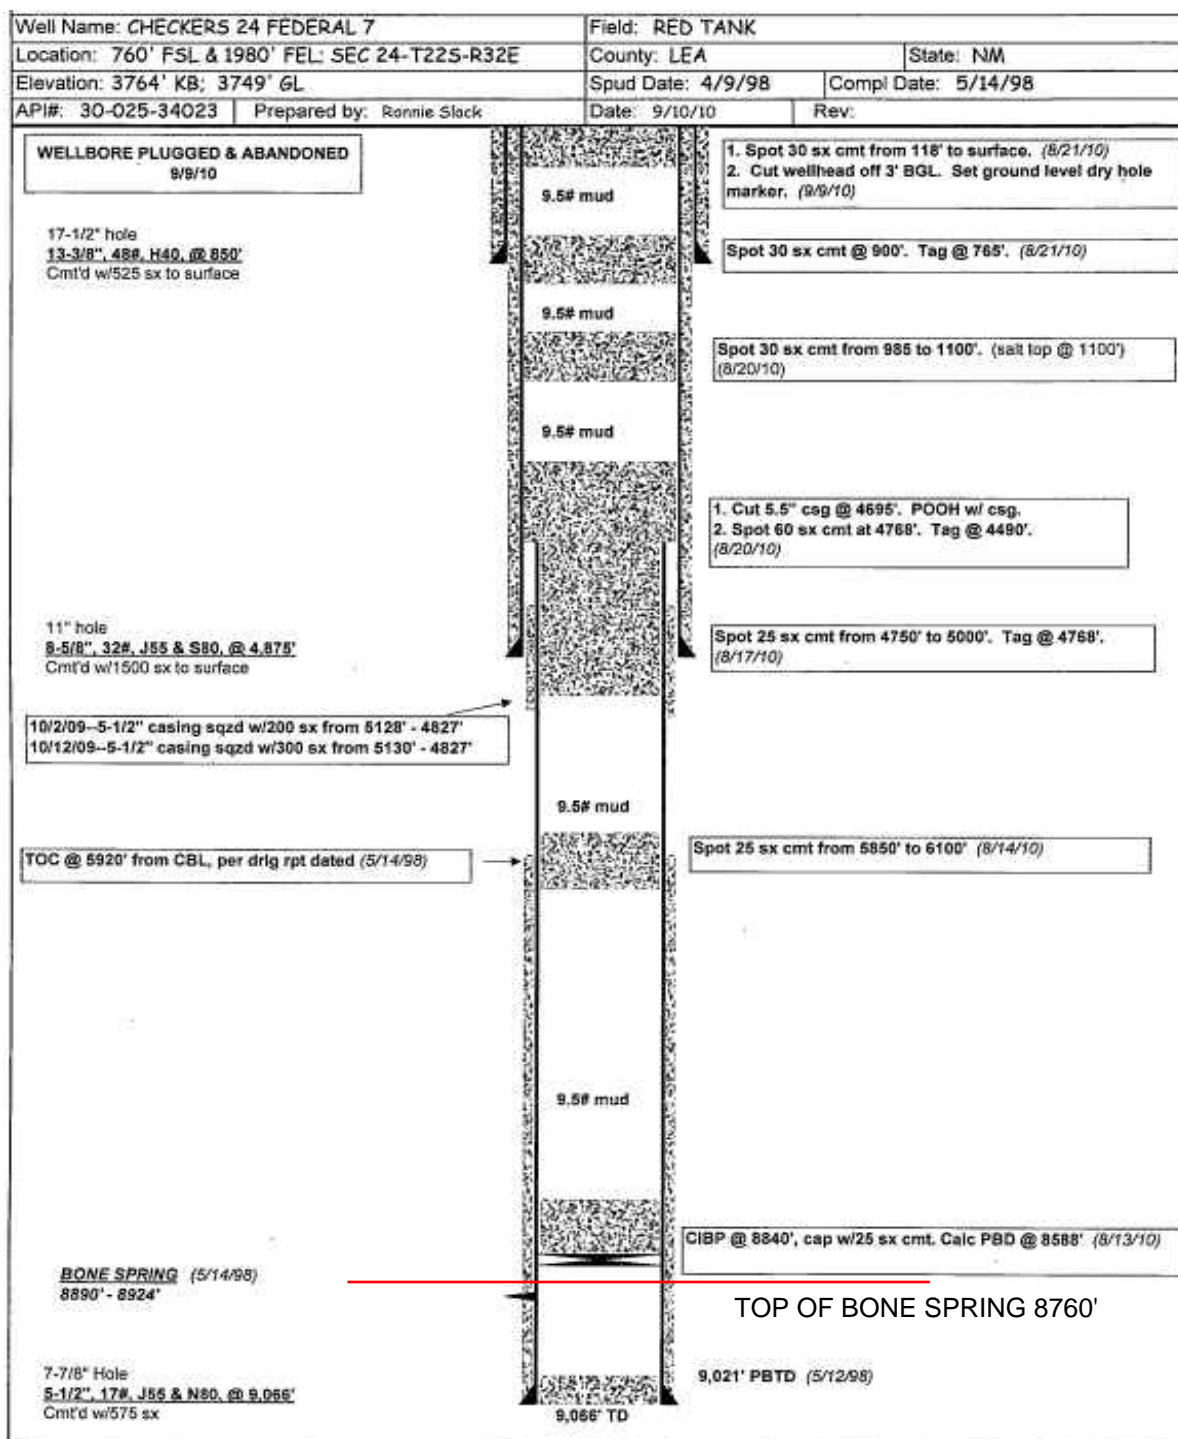 Well Name: CHECKERS 24 FEDERAL 7
Field: RED TANK
Location: 760' FSL & 1980' FEL; SEC 24-T22S-R32E
County: LEA
State: NM
Elevation: 3764' KB; 3749' GL
Spud Date: 4/9/98
Compl Date: 5/14/98
API#: 30-025-34023
Prepared by: Ronnie Slack
Date: 9/10/10
Rev:
WELLBORE PLUGGED & ABANDONED
9/9/10
1. Spot 30 sx cmt from 118' to surface. (8/21/10)
2. Cut wellhead off 3' BGL. Set ground level dry hole
marker. (9/9/10)
9.5# mud
17-1/2" hole
13-3/8", 48#, H40, @ 850'
Cmt'd w/525 sx to surface
Spot 30 sx cmt @ 900'. Tag @ 765'. (8/21/10)
9.5# mud
Spot 30 sx cmt from 985 to 1100'. (salt top @ 1100')
(8/20/10)
9.5# mud
1. Cut 5.5" csg @ 4695'. POOH w/ csg.
2. Spot 60 sx cmt at 4768'. Tag @ 4490'.
(8/20/10)
11" hole
8-5/8", 32#, J55 & S80, @ 4,875'
Cmt'd w/1500 sx to surface
Spot 25 sx cmt from 4750' to 5000'. Tag @ 4768'.
(8/17/10)
10/2/09--5-1/2" casing sqzd w/200 sx from 5128' - 4827'
10/12/09--5-1/2" casing sqzd w/300 sx from 5130' - 4827'
9.5# mud
TOC @ 5920' from CBL, per drlg rpt dated (5/14/98)
Spot 25 sx cmt from 5850' to 6100' (8/14/10)
9.5# mud
CIBP @ 8840', cap w/25 sx cmt. Calc PBD @ 8588' (8/13/10)
BONE SPRING (5/14/98)
8890' - 8924'
TOP OF BONE SPRING 8760'
7-7/8" Hole
5-1/2", 17#, J55 & N80, @ 9,066'
Cmt'd w/575 sx
9,021' PBTD (5/12/98)
9,066' TD